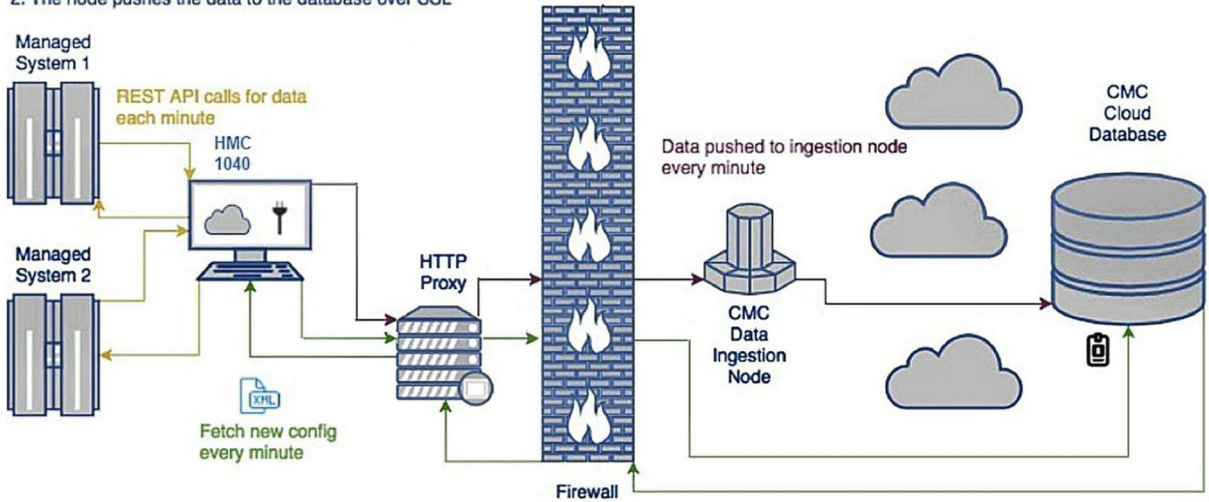 2. The node pushes the data to the database over SSL
Managed
System 1
REST API calls for data
each minute
HMC
1040
CMC
Cloud
Database
Data pushed to ingestion node
every minute
Managed
System 2
HTTP
Proxy
CMC
Data
Ingestion
Node
XML
Fetch new config
every minute
Firewall